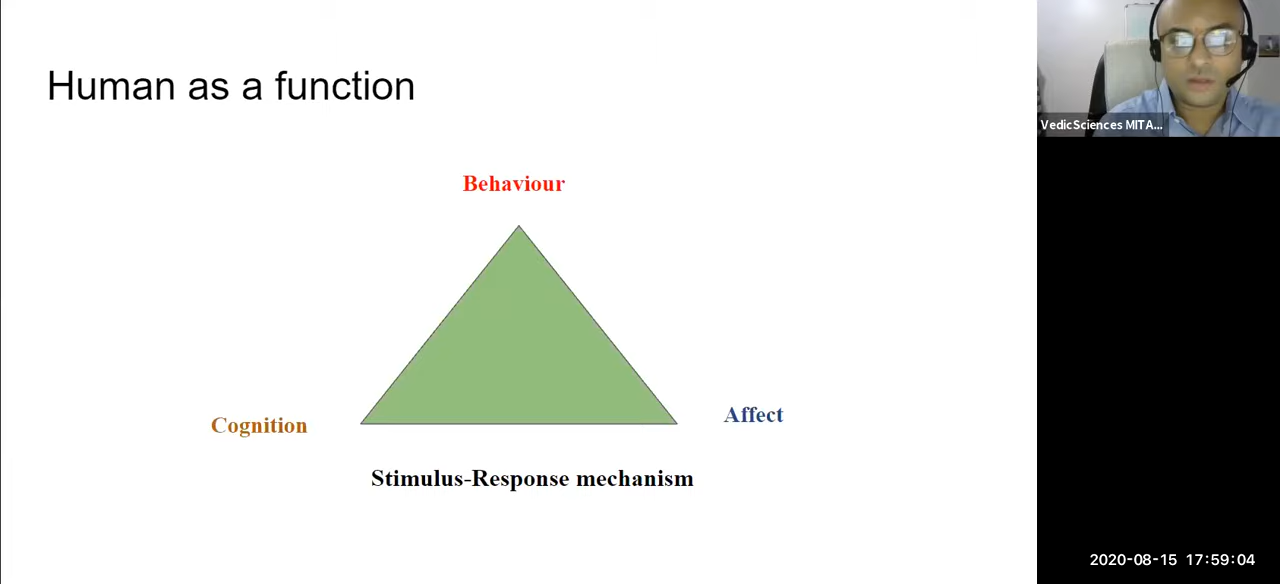 Human as a function
VedicSciences MITA...
Behaviour
Cognition
Affect
Stimulus-Response mechanism
2020-08-15 17:59:04